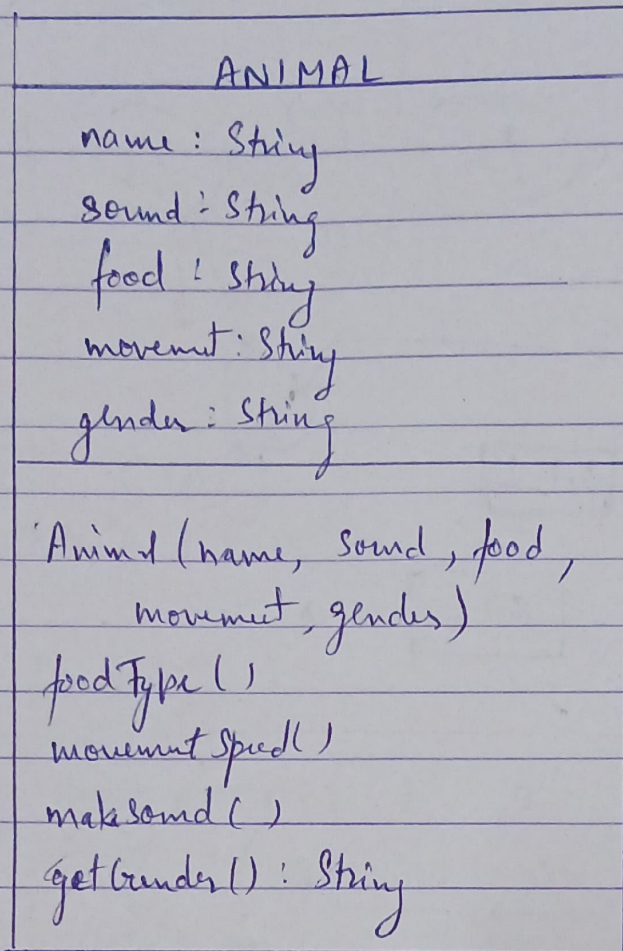 ANIMAL
name : String
sound : String
food : String
movement : String
gender : String
Animal (name, sound, food,
movement, gender)
foodType ()
movementSpeed()
makeSound ( )
getGender () : String